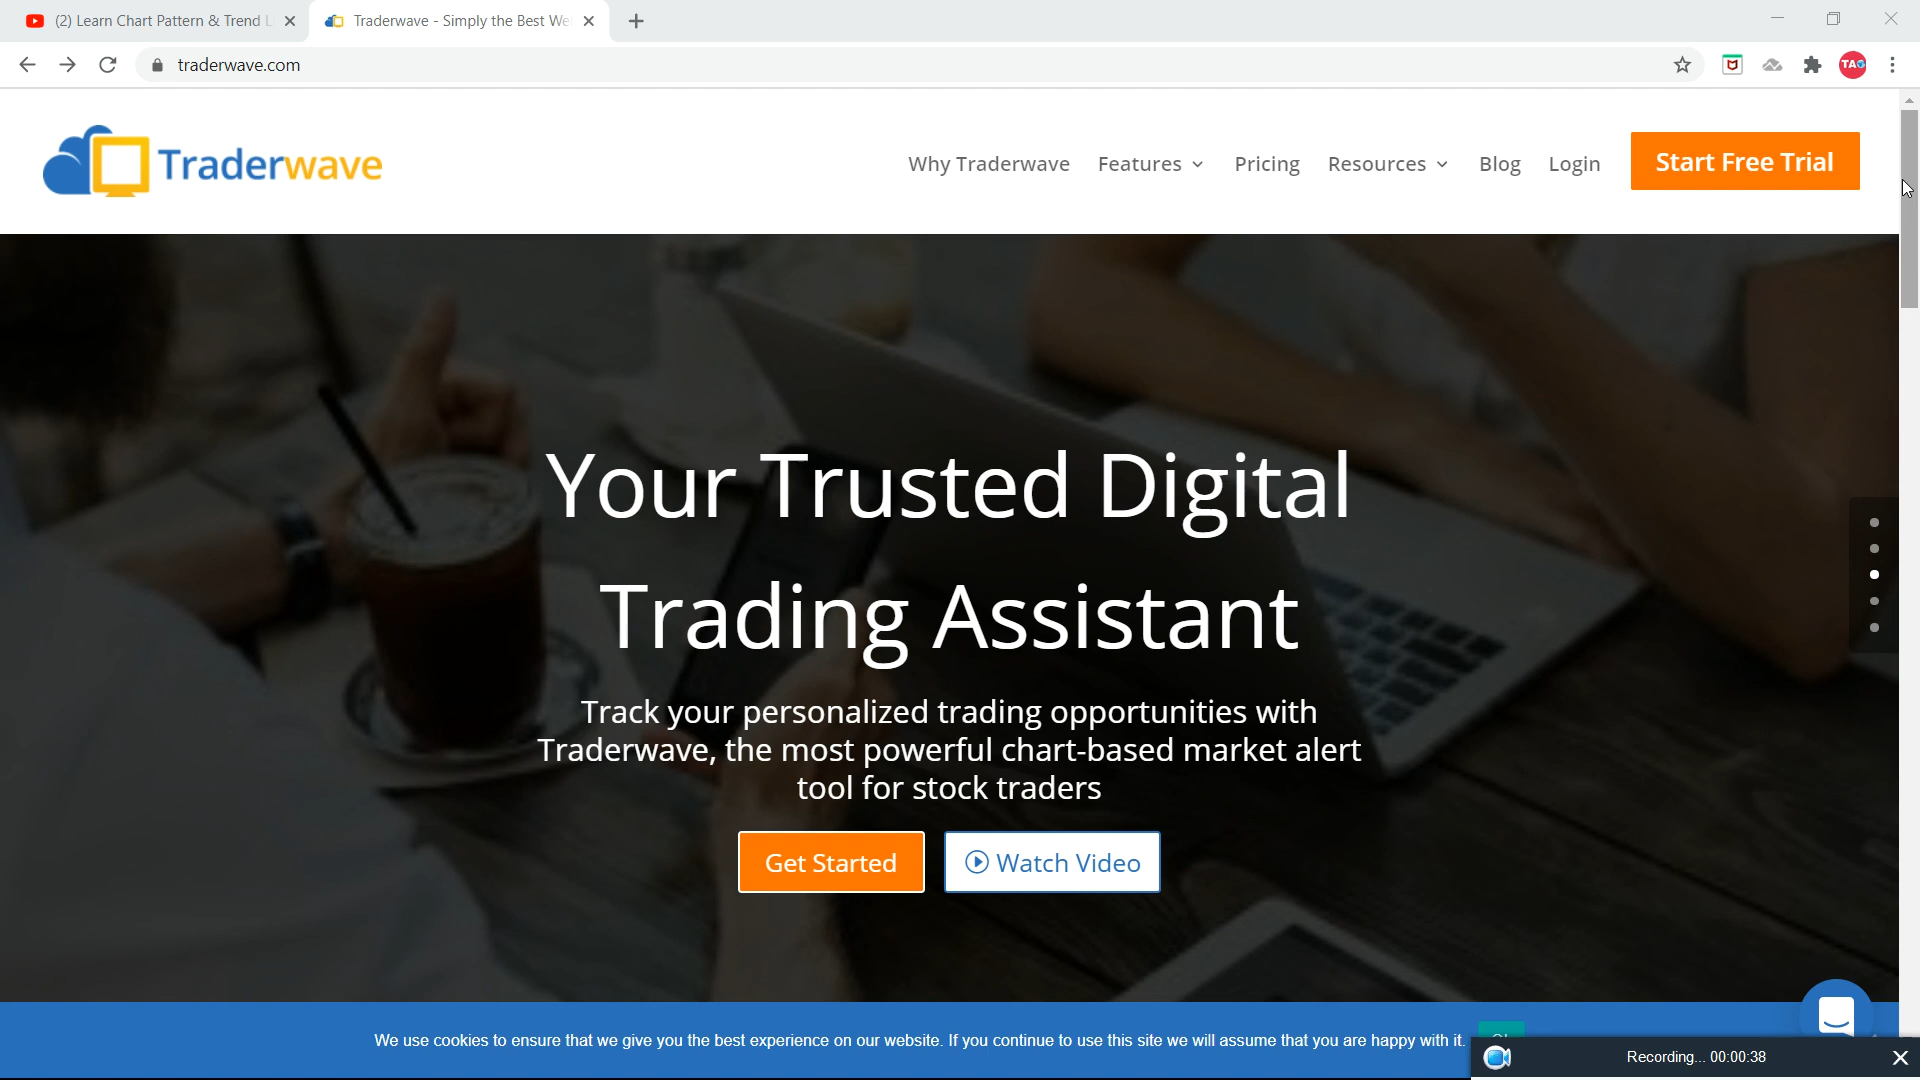 (2) Learn Chart Pattern & Trend
Traderwave - Simply the Best
traderwave.com
TAG
Traderwave
Why Traderwave
Features
Pricing
Resources
Blog
Login
Start Free Trial
Your Trusted Digital
Trading Assistant
Track your personalized trading opportunities with
Traderwave, the most powerful chart-based market alert
tool for stock traders
Get Started
Watch Video
We use cookies to ensure that we give you the best experience on our website. If you continue to use this site we will assume that you are happy with it.
Recording... 00:00:38